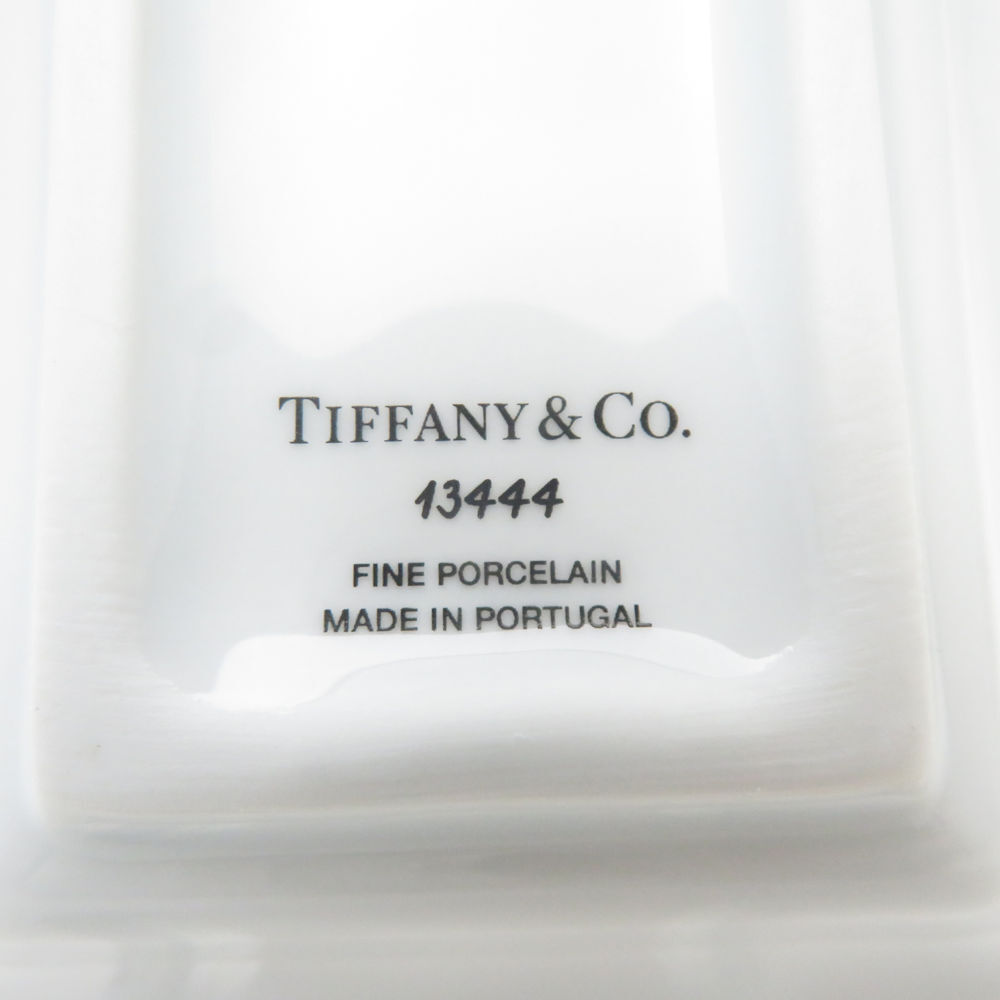 TIFFANY & CO.
13444
FINE PORCELAIN
MADE IN PORTUGAL